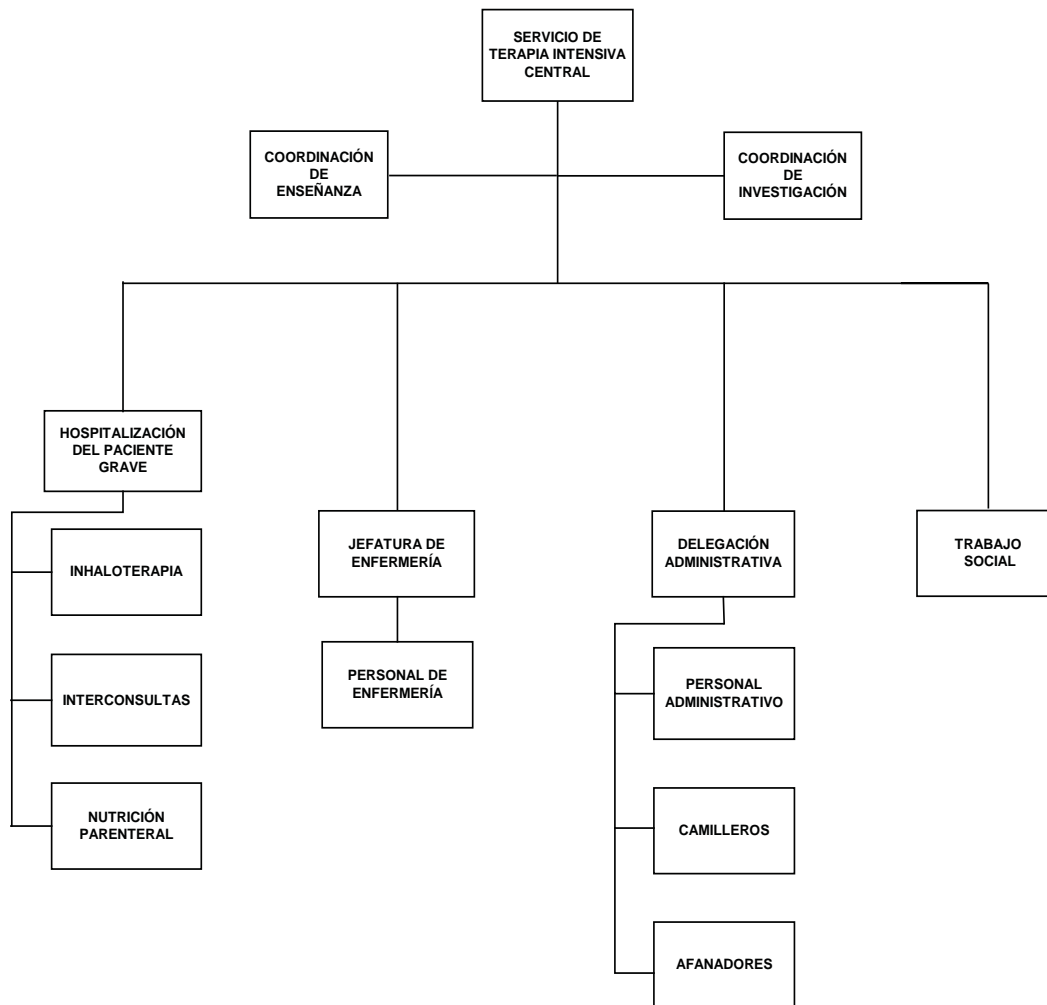 SERVICIO DE
TERAPIA INTENSIVA
CENTRAL
COORDINACIÓN
DE
ENSEÑANZA
COORDINACIÓN
DE
INVESTIGACIÓN
HOSPITALIZACIÓN
DEL PACIENTE
GRAVE
INHALOTERAPIA
INTERCONSULTAS
NUTRICIÓN
PARENTERAL
JEFATURA DE
ENFERMERÍA
PERSONAL DE
ENFERMERÍA
DELEGACIÓN
ADMINISTRATIVA
PERSONAL
ADMINISTRATIVO
CAMILLEROS
AFANADORES
TRABAJO
SOCIAL